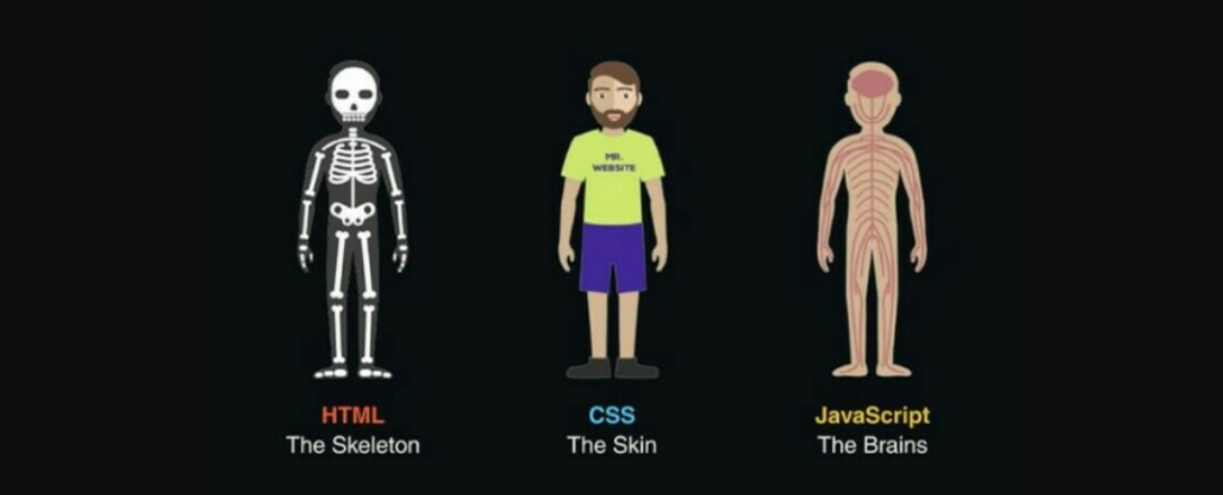 MR.
WEBSITE
HTML
The Skeleton
CSS
The Skin
JavaScript
The Brains